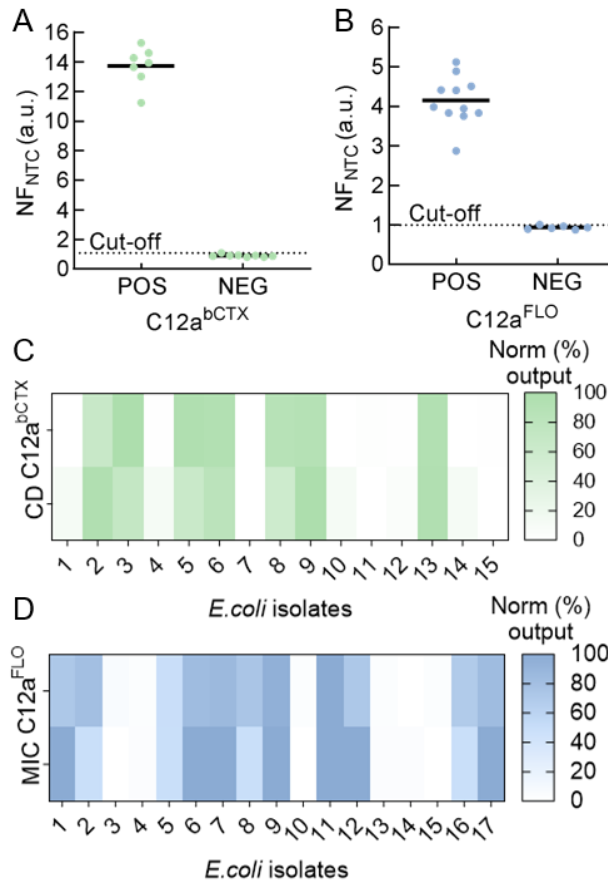 A
NF_NTC (a.u.)
16
14
12
10
8
6
4
2
0
Cut-off
POS NEG
C12a^bCTX
B
NF_NTC (a.u.)
6
5
4
3
2
1
0
Cut-off
POS NEG
C12a^FLO
C
Norm (%)
output
CD C12a^bCTX
100
80
60
40
20
0
1 2 3 4 5 6 7 8 9 10 11 12 13 14 15
E.coli isolates
D
Norm (%)
output
MIC C12a^FLO
100
80
60
40
20
0
1 2 3 4 5 6 7 8 9 10 11 12 13 14 15 16 17
E.coli isolates